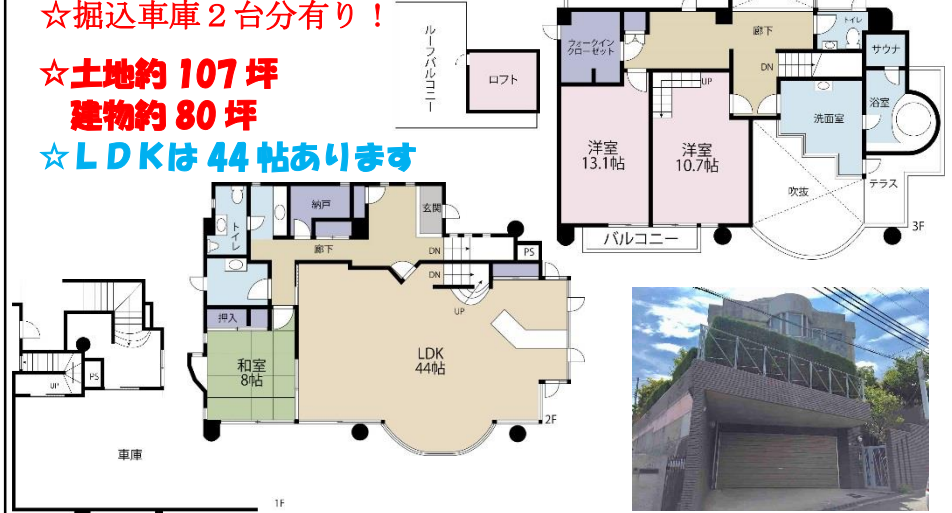 ☆掘込車庫２台分有り！
☆土地約 107 坪
建物約 80 坪
☆ＬＤＫは 44 帖あります
ルーフバルコニー
ロフト
ウォークイン
クローゼット
廊下
トイレ
サウナ
DN
UP
浴室
洗面室
洋室
13.1帖
洋室
10.7帖
吹抜
テラス
バルコニー
3F
トイレ
納戸
玄関
廊下
DN
PS
DN
UP
押入
和室
8帖
LDK
44帖
2F
UP
PS
車庫
1F